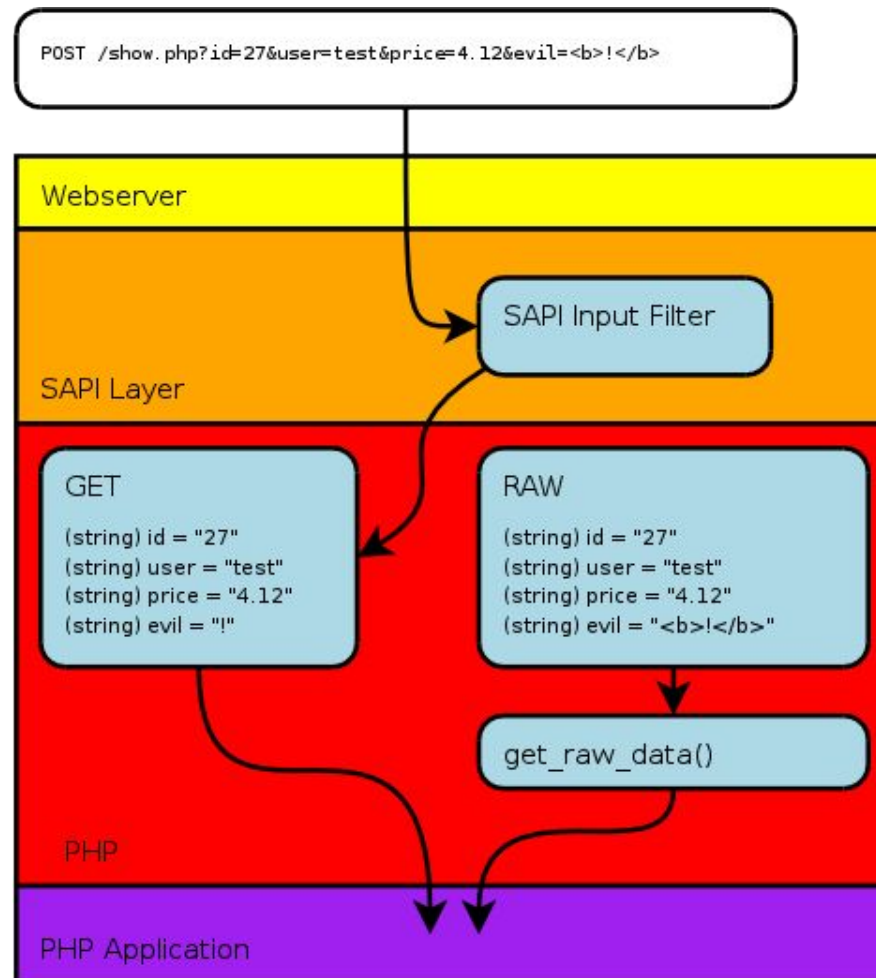 POST /show.php?id=27&user=test&price=4.12&evil=<b>!</b>
Webserver
SAPI Input Filter
SAPI Layer
GET
(string) id = "27"
(string) user = "test"
(string) price = "4.12"
(string) evil = "!"
RAW
(string) id = "27"
(string) user = "test"
(string) price = "4.12"
(string) evil = "<b>!</b>"
get_raw_data()
PHP
PHP Application